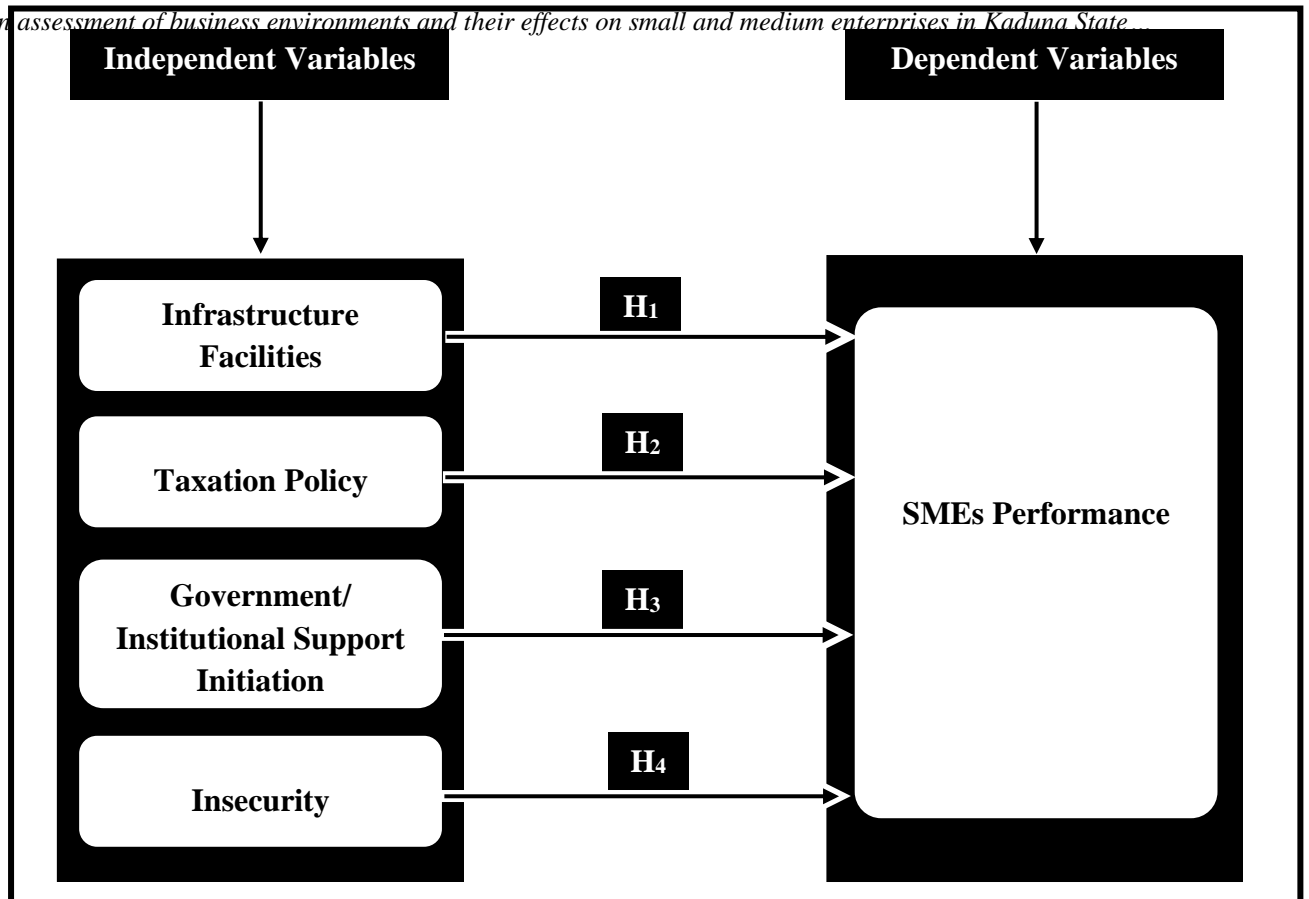 assessment of business environments and their effects on small and medium enterprises in Kaduna State…
Independent Variables
Dependent Variables
Infrastructure
Facilities
H1
Taxation Policy
H2
SMEs Performance
Government/
Institutional Support
Initiation
H3
Insecurity
H4